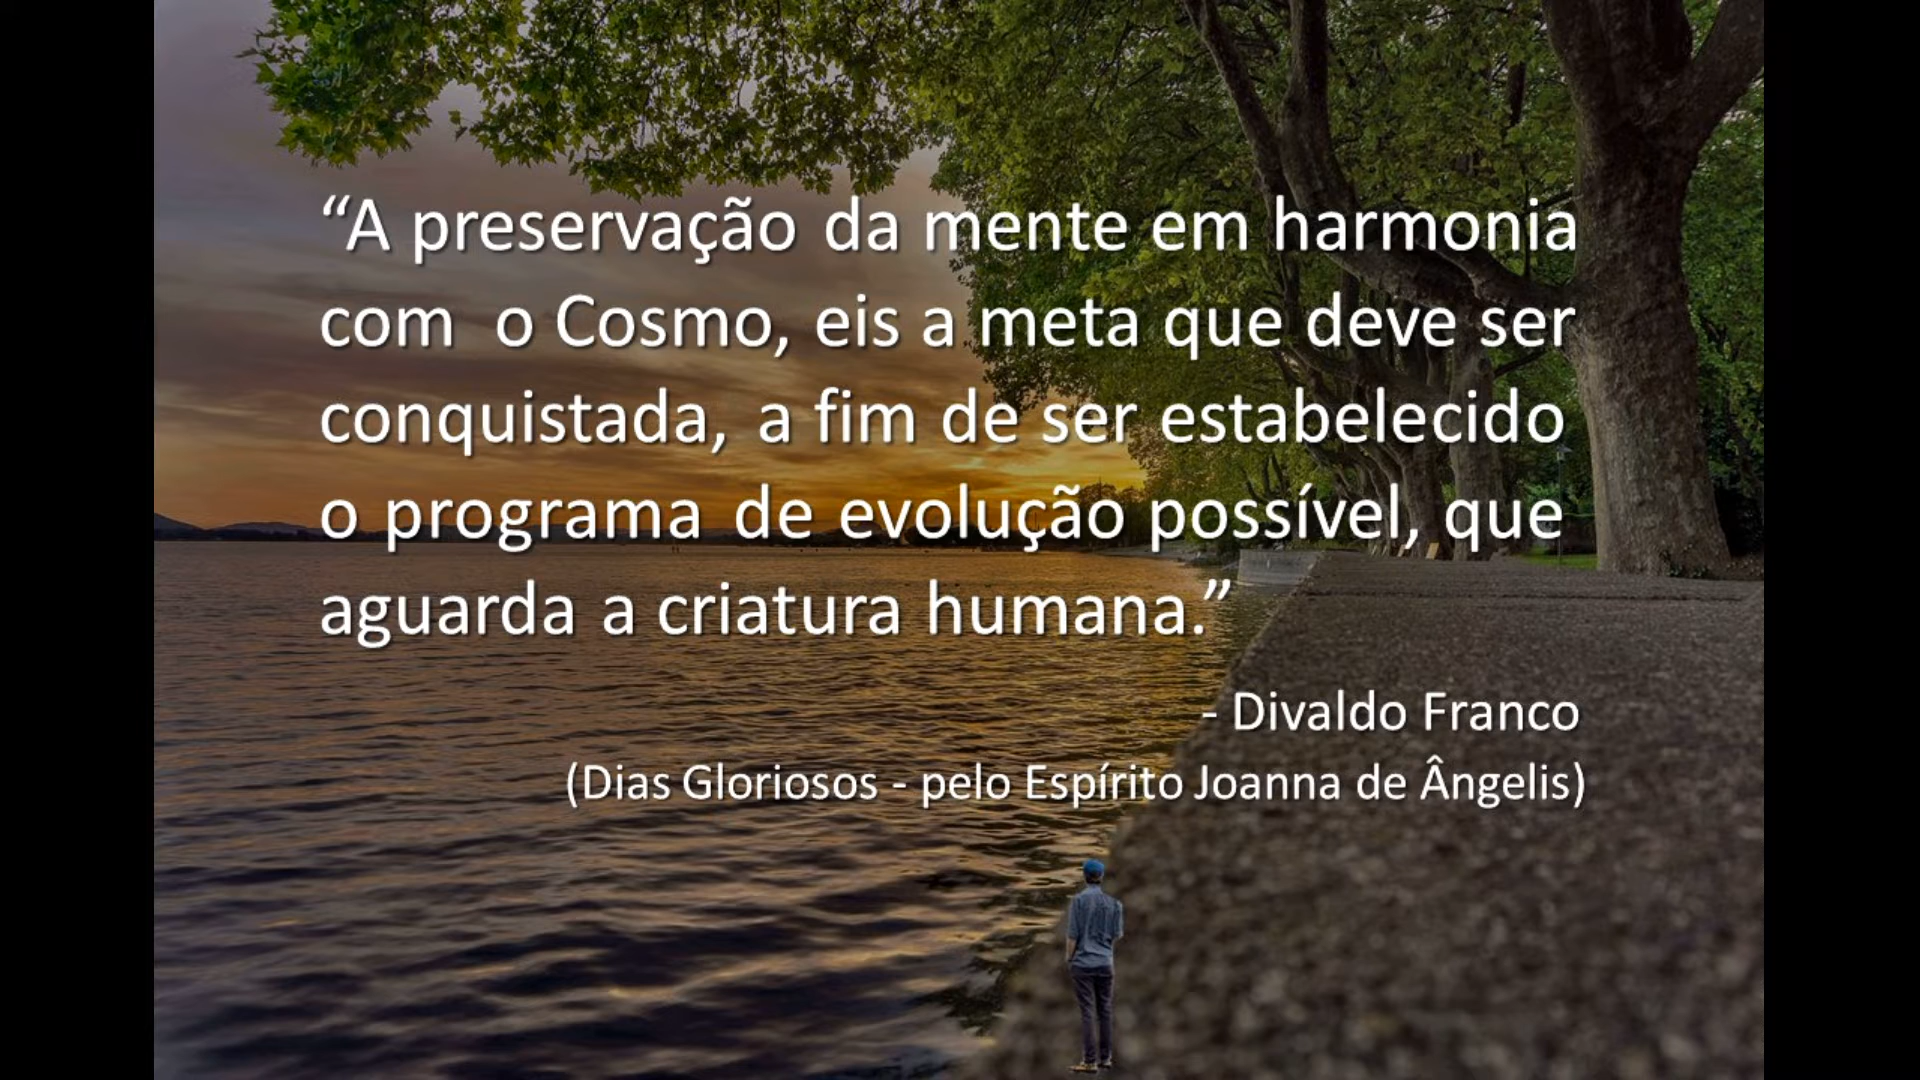 “A preservação da mente em harmonia
com o Cosmo, eis a meta que deve ser
conquistada, a fim de ser estabelecido
o programa de evolução possível, que
aguarda a criatura humana.”
- Divaldo Franco
(Dias Gloriosos - pelo Espírito Joanna de Ângelis)